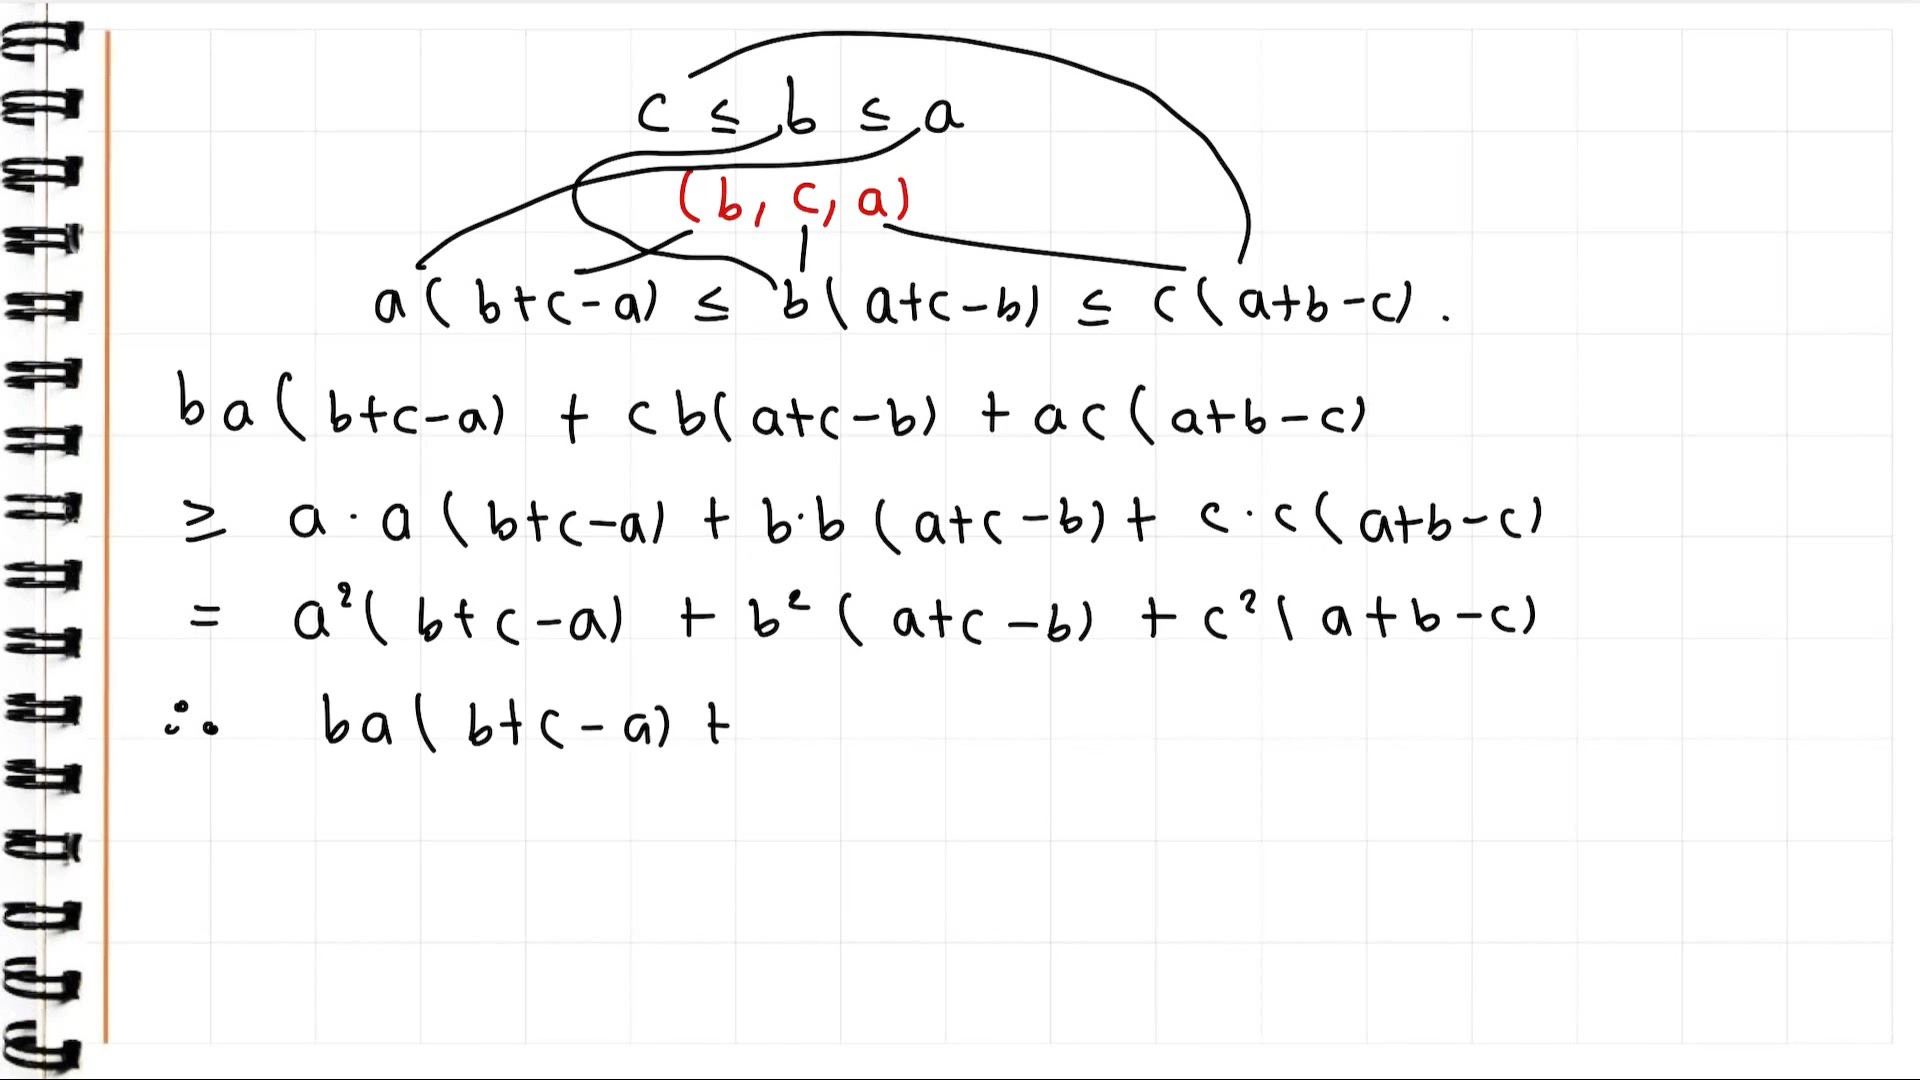 c ≤ b ≤ a
(b, c, a)
a(b+c-a) ≤ b(a+c-b) ≤ c(a+b-c).
ba(b+c-a) + cb(a+c-b) + ac(a+b-c)
≥ a·a(b+c-a) + b·b(a+c-b) + c·c(a+b-c)
= a²(b+c-a) + b²(a+c-b) + c²(a+b-c)
∴ ba(b+c-a) +